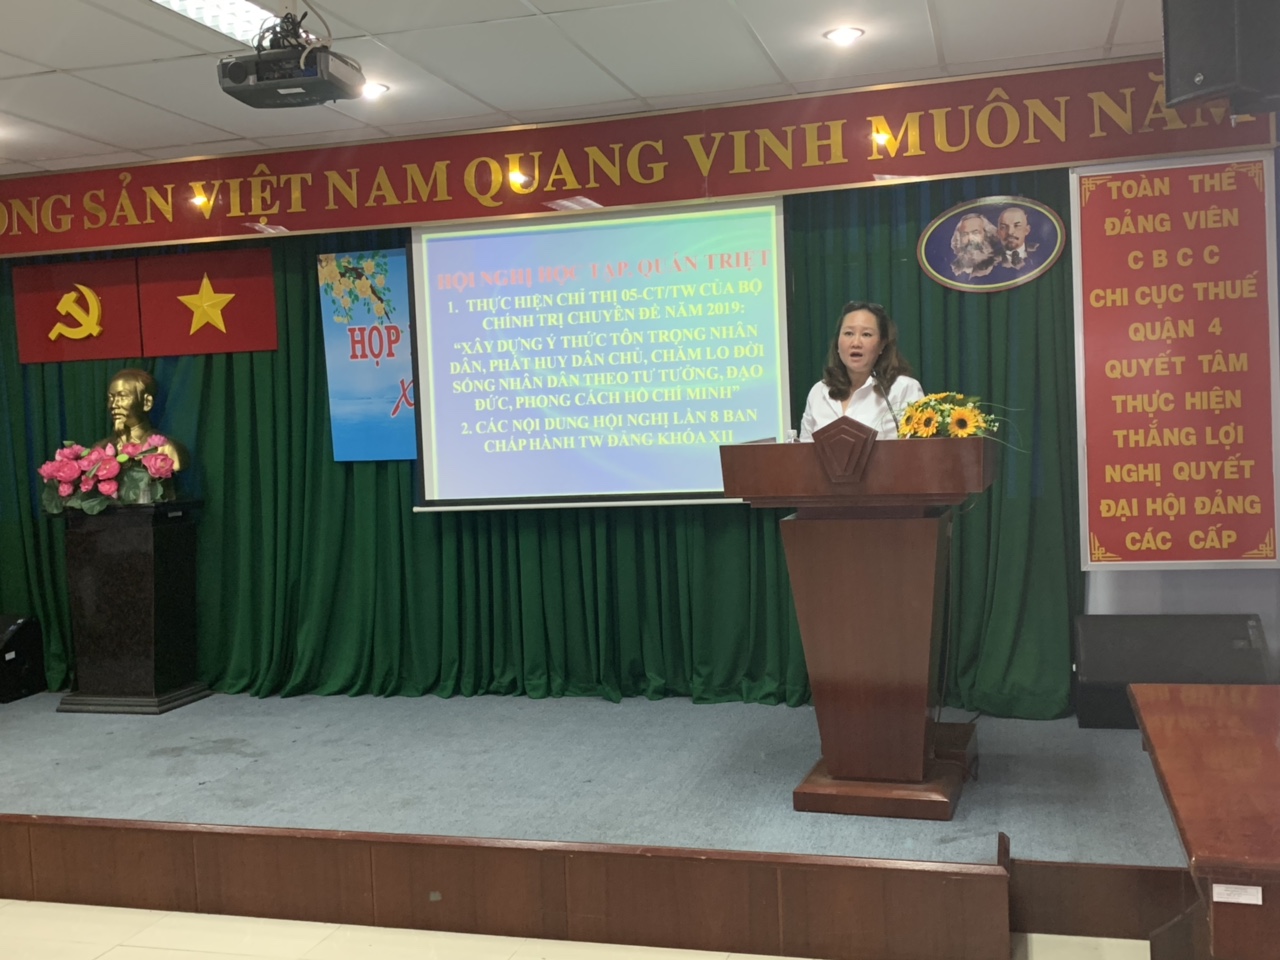 ỘNG SẢN VIỆT NAM QUANG VINH MUÔN NĂM
HỌP
X
HỘI NGHỊ HỌC TẬP, QUÁN TRIỆT
1. THỰC HIỆN CHỈ THỊ 05-CT/TW CỦA BỘ
CHÍNH TRỊ CHUYÊN ĐỀ NĂM 2019:
“XÂY DỰNG Ý THỨC TÔN TRỌNG NHÂN
DÂN, PHÁT HUY DÂN CHỦ, CHĂM LO ĐỜI
SỐNG NHÂN DÂN THEO TƯ TƯỞNG, ĐẠO
ĐỨC, PHONG CÁCH HỒ CHÍ MINH”
2. CÁC NỘI DUNG HỘI NGHỊ LẦN 8 BAN
CHẤP HÀNH TW ĐẢNG KHÓA XII
TOÀN THỂ
ĐẢNG VIÊN
C B C C
CHI CỤC THUẾ
QUẬN 4
QUYẾT TÂM
THỰC HIỆN
THẮNG LỢI
NGHỊ QUYẾT
ĐẠI HỘI ĐẢNG
CÁC CẤP